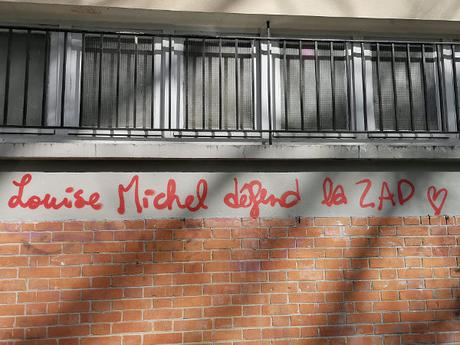 Louise Michel défend la ZAD ♡